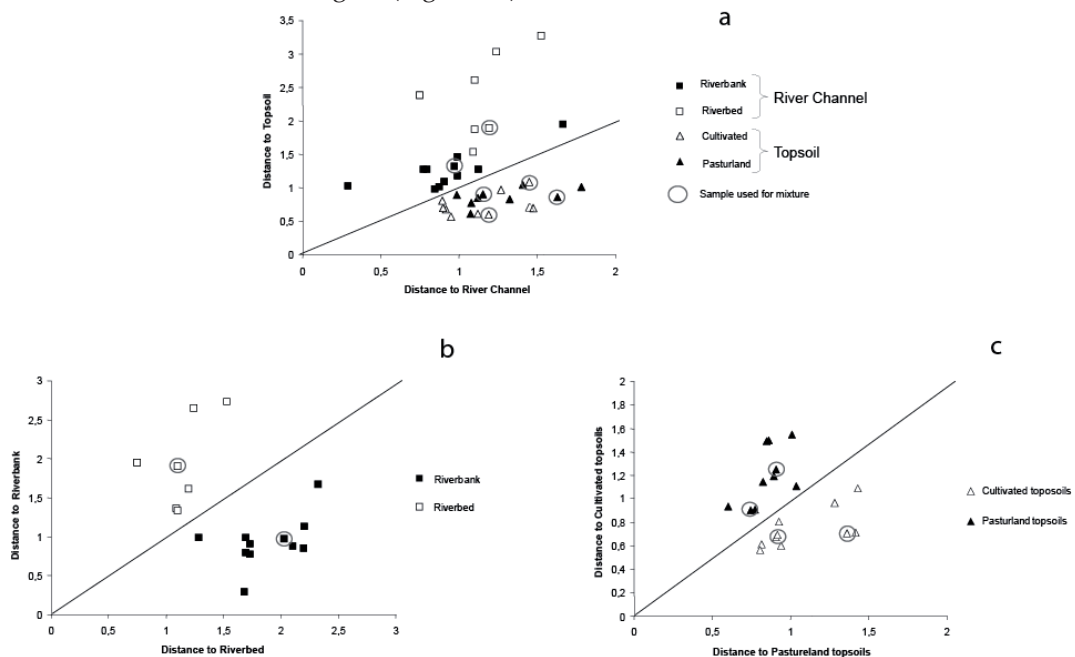 a
Distance to Topsoil
3,5
3
2,5
2
1,5
1
0,5
0
0 0,5 1 1,5 2
Distance to River Channel
Riverbank
Riverbed
River Channel
Cultivated
Pasturland
Topsoil
Sample used for mixture
b
Distance to Riverbank
3
2,5
2
1,5
1
0,5
0
0 0,5 1 1,5 2 2,5 3
Distance to Riverbed
Riverbank
Riverbed
c
Distance to Cultivated topsoils
2
1,8
1,6
1,4
1,2
1
0,8
0,6
0,4
0,2
0
0,5 1 1,5 2
Distance to Pastureland topsoils
Cultivated toposoils
Pasturland topsoils